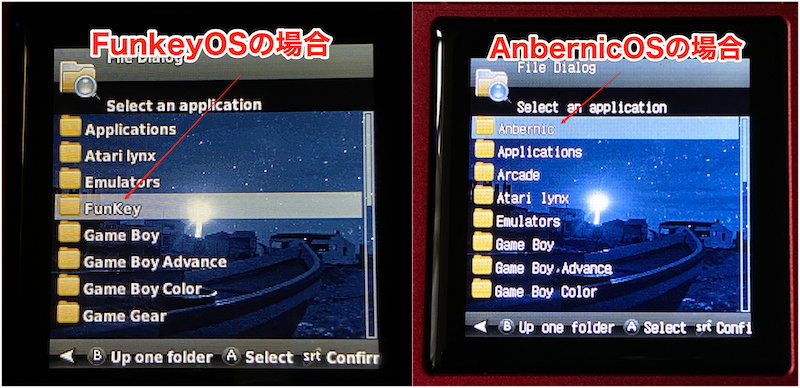 FunkeyOSの場合
File Dialog
Select an application
Applications
Atari lynx
Emulators
FunKey
Game Boy
Game Boy Advance
Game Boy Color
Game Gear
B Up one folder A Select srt Confirr
AnbernicOSの場合
File Dialog
Select an application
Anbernic
Applications
Arcade
Atari lynx
Emulators
Game Boy
Game Boy Advance
Game Boy Color
B Up one folder A Select srt Confi